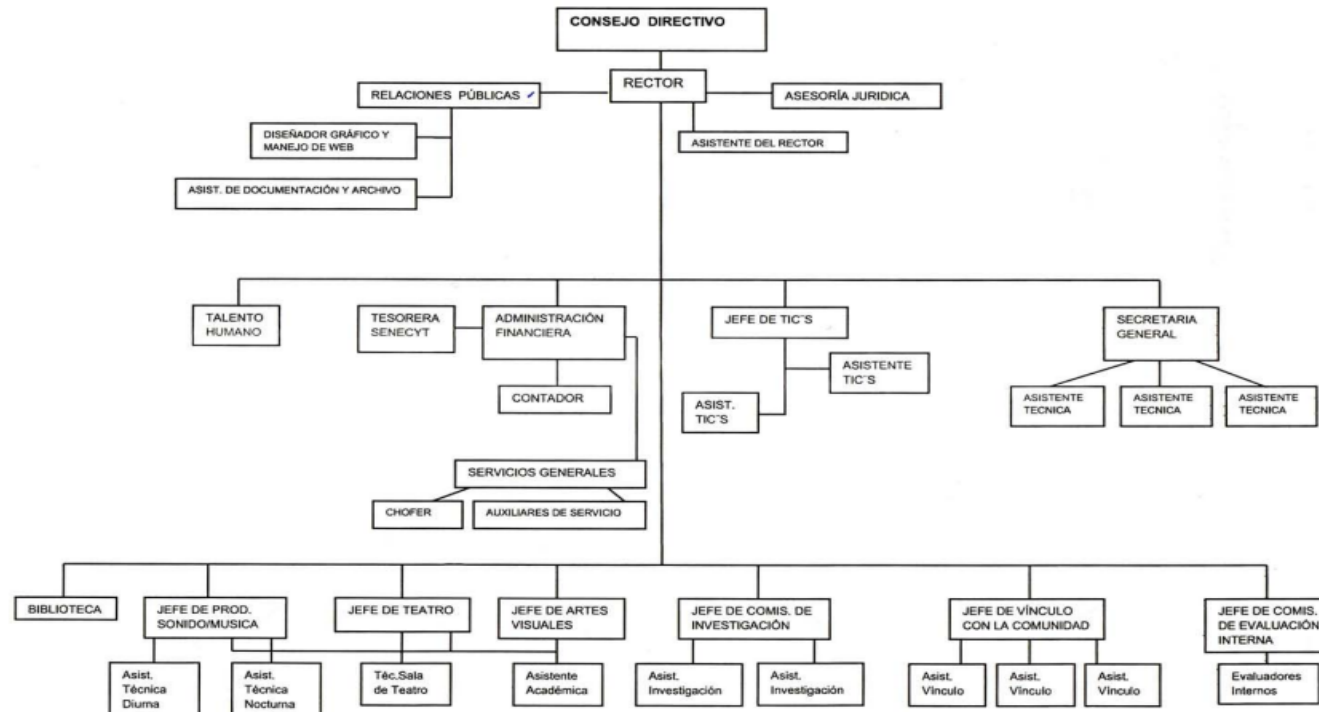 CONSEJO DIRECTIVO
RECTOR
RELACIONES PÚBLICAS ✓
ASESORÍA JURIDICA
DISEÑADOR GRÁFICO Y
MANEJO DE WEB
ASISTENTE DEL RECTOR
ASIST. DE DOCUMENTACIÓN Y ARCHIVO
TALENTO
HUMANO
TESORERA
SENECYT
ADMINISTRACIÓN
FINANCIERA
JEFE DE TIC¨S
SECRETARIA
GENERAL
CONTADOR
ASISTENTE
TIC¨S
ASIST.
TIC¨S
ASISTENTE
TECNICA
ASISTENTE
TECNICA
ASISTENTE
TECNICA
SERVICIOS GENERALES
CHOFER
AUXILIARES DE SERVICIO
BIBLIOTECA
JEFE DE PROD.
SONIDO/MUSICA
JEFE DE TEATRO
JEFE DE ARTES
VISUALES
JEFE DE COMIS. DE
INVESTIGACIÓN
JEFE DE VÍNCULO
CON LA COMUNIDAD
JEFE DE COMIS.
DE EVALUACIÓN
INTERNA
Asist.
Técnica
Diurna
Asist.
Técnica
Nocturna
Téc.Sala
de Teatro
Asistente
Académica
Asist.
Investigación
Asist.
Investigación
Asist.
Vínculo
Asist.
Vínculo
Asist.
Vínculo
Evaluadores
Internos